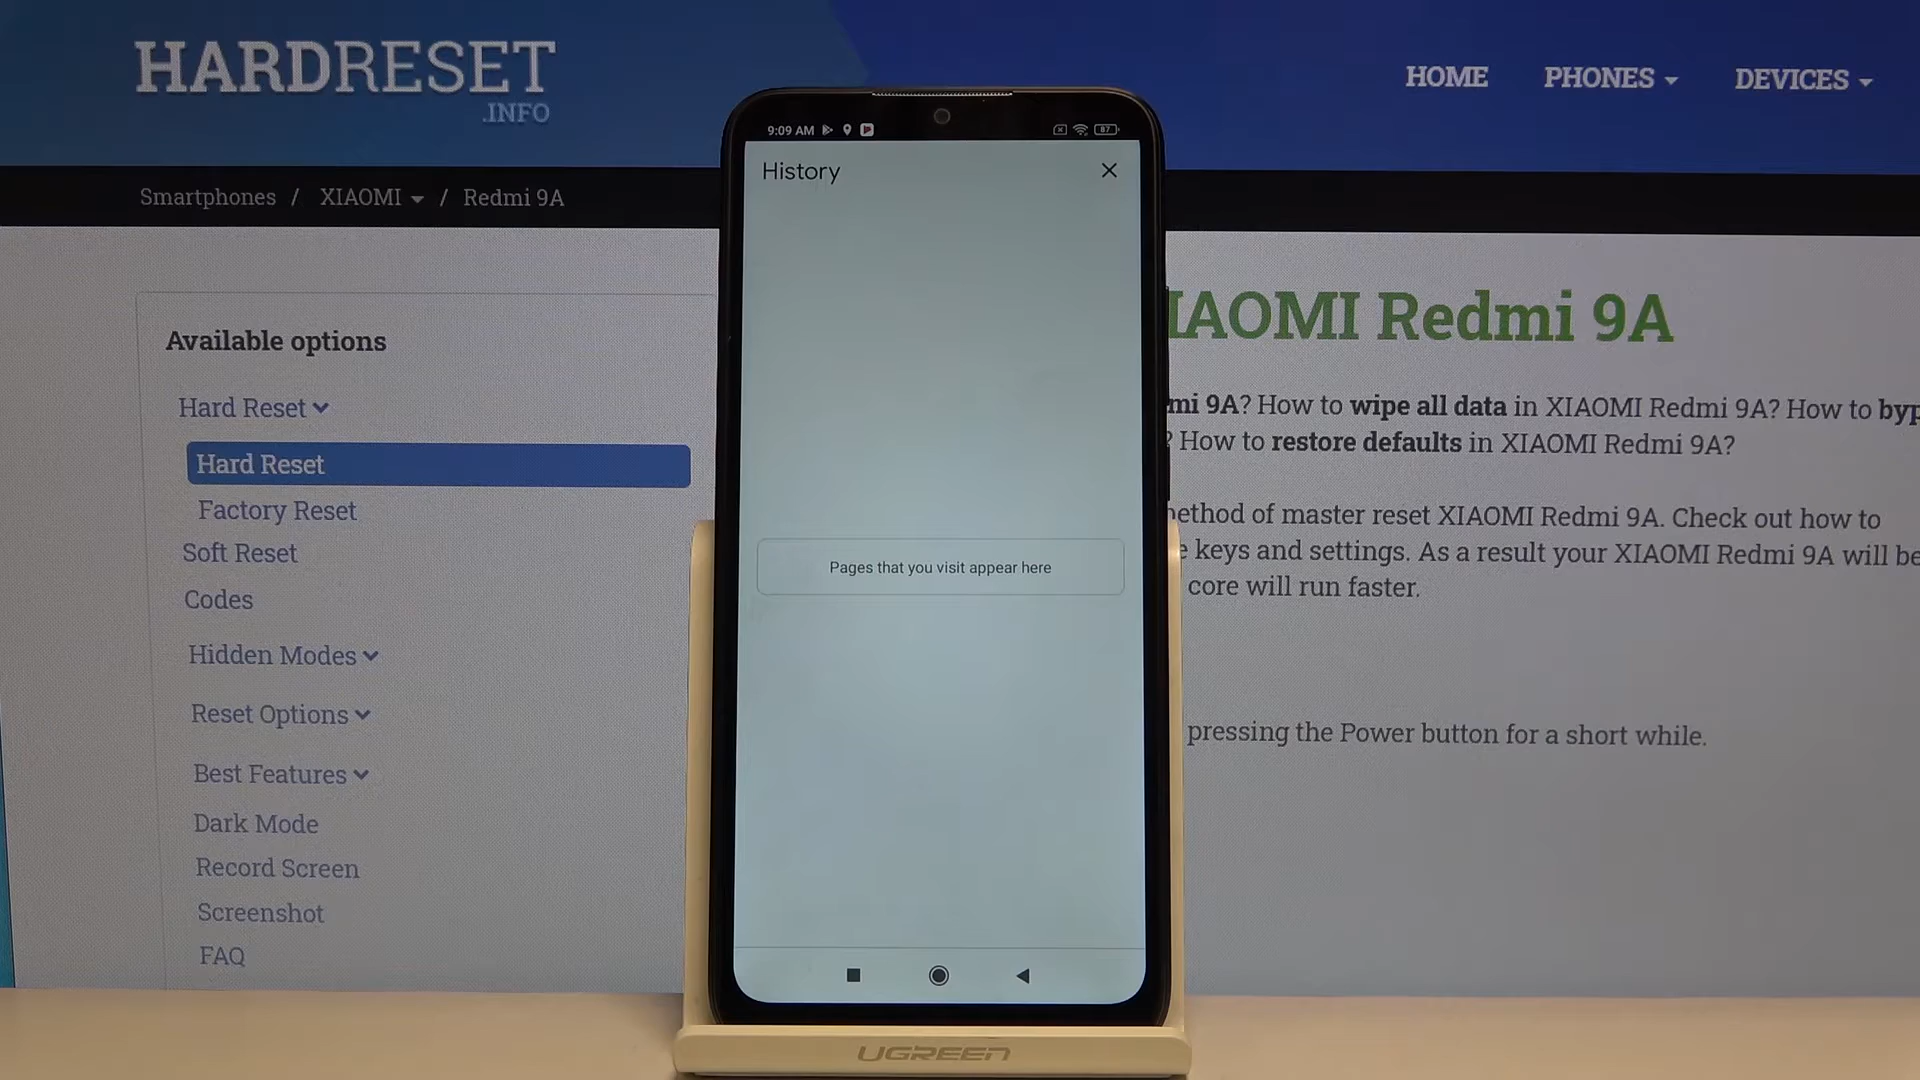 HARDRESET
.INFO
HOME
PHONES
DEVICES
Smartphones / XIAOMI / Redmi 9A
Available options
Hard Reset
Hard Reset
Factory Reset
Soft Reset
Codes
Hidden Modes
Reset Options
Best Features
Dark Mode
Record Screen
Screenshot
FAQ
9:09 AM
87
History
Pages that you visit appear here
UGREEN
IAOMI Redmi 9A
mi 9A? How to wipe all data in XIAOMI Redmi 9A? How to byp
? How to restore defaults in XIAOMI Redmi 9A?
ethod of master reset XIAOMI Redmi 9A. Check out how to
e keys and settings. As a result your XIAOMI Redmi 9A will be
core will run faster.
pressing the Power button for a short while.